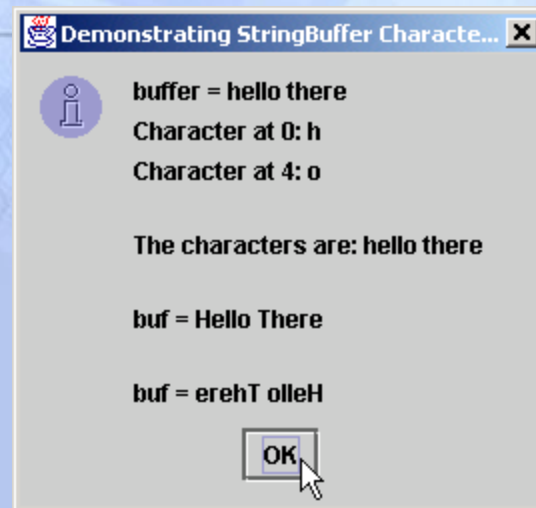 Demonstrating StringBuffer Characte...
buffer = hello there
Character at 0: h
Character at 4: o
The characters are: hello there
buf = Hello There
buf = erehT olleH
OK